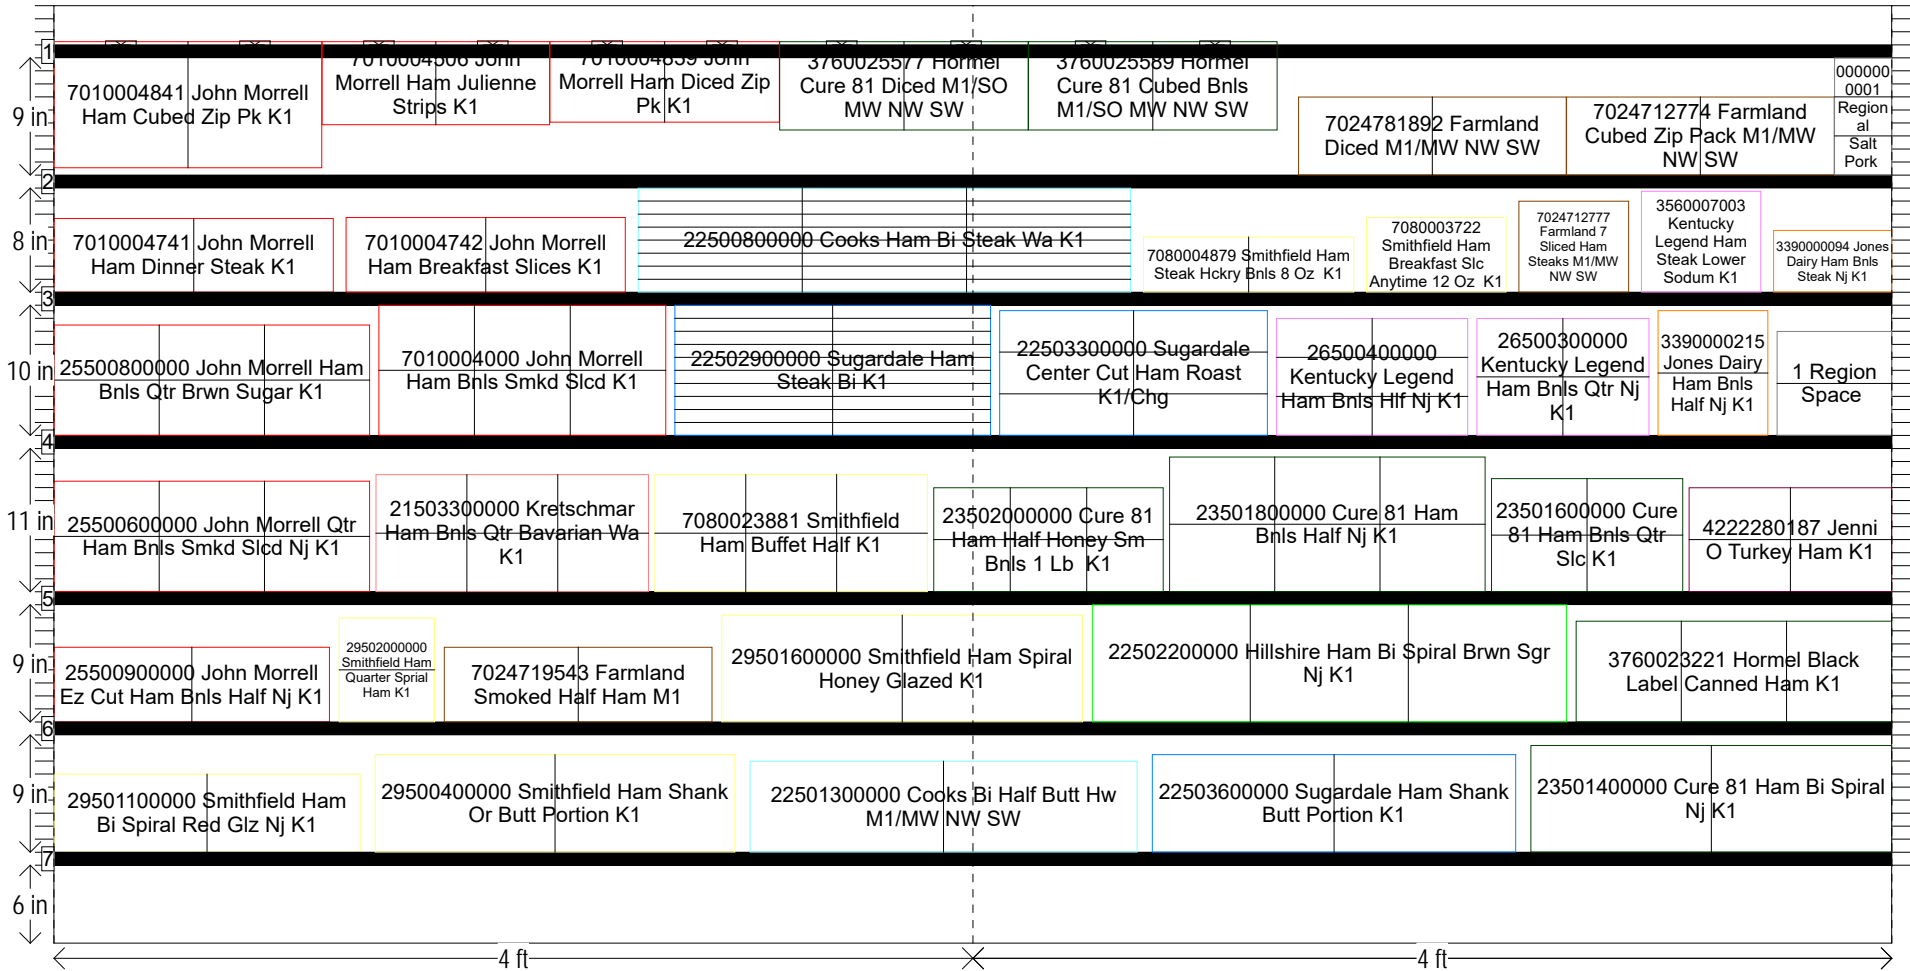 1
9 in
7010004841 John Morrell
Ham Cubed Zip Pk K1
7010004506 John
Morrell Ham Julienne
Strips K1
7010004839 John
Morrell Ham Diced Zip
Pk K1
3760025577 Hormel
Cure 81 Diced M1/SO
MW NW SW
3760025589 Hormel
Cure 81 Cubed Bnls
M1/SO MW NW SW
7024781892 Farmland
Diced M1/MW NW SW
7024712774 Farmland
Cubed Zip Pack M1/MW
NW SW
000000
0001
Region
al
Salt
Pork
2
8 in
7010004741 John Morrell
Ham Dinner Steak K1
7010004742 John Morrell
Ham Breakfast Slices K1
22500800000 Cooks Ham Bi Steak Wa K1
7080004879 Smithfield Ham
Steak Hckry Bnls 8 Oz K1
7080003722
Smithfield Ham
Breakfast Slc
Anytime 12 Oz K1
7024712777
Farmland 7
Sliced Ham
Steaks M1/MW
NW SW
3560007003
Kentucky
Legend Ham
Steak Lower
Sodum K1
3390000094 Jones
Dairy Ham Bnls
Steak Nj K1
3
10 in
25500800000 John Morrell Ham
Bnls Qtr Brwn Sugar K1
7010004000 John Morrell
Ham Bnls Smkd Slcd K1
22502900000 Sugardale Ham
Steak Bi K1
22503300000 Sugardale
Center Cut Ham Roast
K1/Chg
26500400000
Kentucky Legend
Ham Bnls Hlf Nj K1
26500300000
Kentucky Legend
Ham Bnls Qtr Nj
K1
3390000215
Jones Dairy
Ham Bnls
Half Nj K1
1 Region
Space
4
11 in
25500600000 John Morrell Qtr
Ham Bnls Smkd Slcd Nj K1
21503300000 Kretschmar
Ham Bnls Qtr Bavarian Wa
K1
7080023881 Smithfield
Ham Buffet Half K1
23502000000 Cure 81
Ham Half Honey Sm
Bnls 1 Lb K1
23501800000 Cure 81 Ham
Bnls Half Nj K1
23501600000 Cure
81 Ham Bnls Qtr
Slc K1
4222280187 Jenni
O Turkey Ham K1
5
9 in
25500900000 John Morrell
Ez Cut Ham Bnls Half Nj K1
29502000000
Smithfield Ham
Quarter Sprial
Ham K1
7024719543 Farmland
Smoked Half Ham M1
29501600000 Smithfield Ham Spiral
Honey Glazed K1
22502200000 Hillshire Ham Bi Spiral Brwn Sgr
Nj K1
3760023221 Hormel Black
Label Canned Ham K1
6
9 in
29501100000 Smithfield Ham
Bi Spiral Red Glz Nj K1
29500400000 Smithfield Ham Shank
Or Butt Portion K1
22501300000 Cooks Bi Half Butt Hw
M1/MW NW SW
22503600000 Sugardale Ham Shank
Butt Portion K1
23501400000 Cure 81 Ham Bi Spiral
Nj K1
7
6 in
4 ft
4 ft